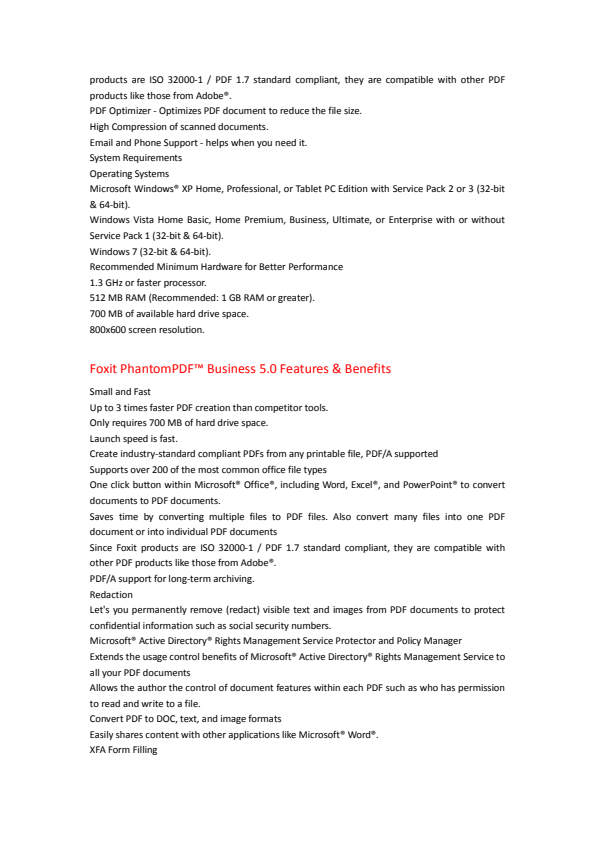 products are ISO 32000-1 / PDF 1.7 standard compliant, they are compatible with other PDF
products like those from Adobe®.
PDF Optimizer - Optimizes PDF document to reduce the file size.
High Compression of scanned documents.
Email and Phone Support - helps when you need it.
System Requirements
Operating Systems
Microsoft Windows® XP Home, Professional, or Tablet PC Edition with Service Pack 2 or 3 (32-bit
& 64-bit).
Windows Vista Home Basic, Home Premium, Business, Ultimate, or Enterprise with or without
Service Pack 1 (32-bit & 64-bit).
Windows 7 (32-bit & 64-bit).
Recommended Minimum Hardware for Better Performance
1.3 GHz or faster processor.
512 MB RAM (Recommended: 1 GB RAM or greater).
700 MB of available hard drive space.
800x600 screen resolution.
Foxit PhantomPDF™ Business 5.0 Features & Benefits
Small and Fast
Up to 3 times faster PDF creation than competitor tools.
Only requires 700 MB of hard drive space.
Launch speed is fast.
Create industry-standard compliant PDFs from any printable file, PDF/A supported
Supports over 200 of the most common office file types
One click button within Microsoft® Office®, including Word, Excel®, and PowerPoint® to convert
documents to PDF documents.
Saves time by converting multiple files to PDF files. Also convert many files into one PDF
document or into individual PDF documents
Since Foxit products are ISO 32000-1 / PDF 1.7 standard compliant, they are compatible with
other PDF products like those from Adobe®.
PDF/A support for long-term archiving.
Redaction
Let's you permanently remove (redact) visible text and images from PDF documents to protect
confidential information such as social security numbers.
Microsoft® Active Directory® Rights Management Service Protector and Policy Manager
Extends the usage control benefits of Microsoft® Active Directory® Rights Management Service to
all your PDF documents
Allows the author the control of document features within each PDF such as who has permission
to read and write to a file.
Convert PDF to DOC, text, and image formats
Easily shares content with other applications like Microsoft® Word®.
XFA Form Filling